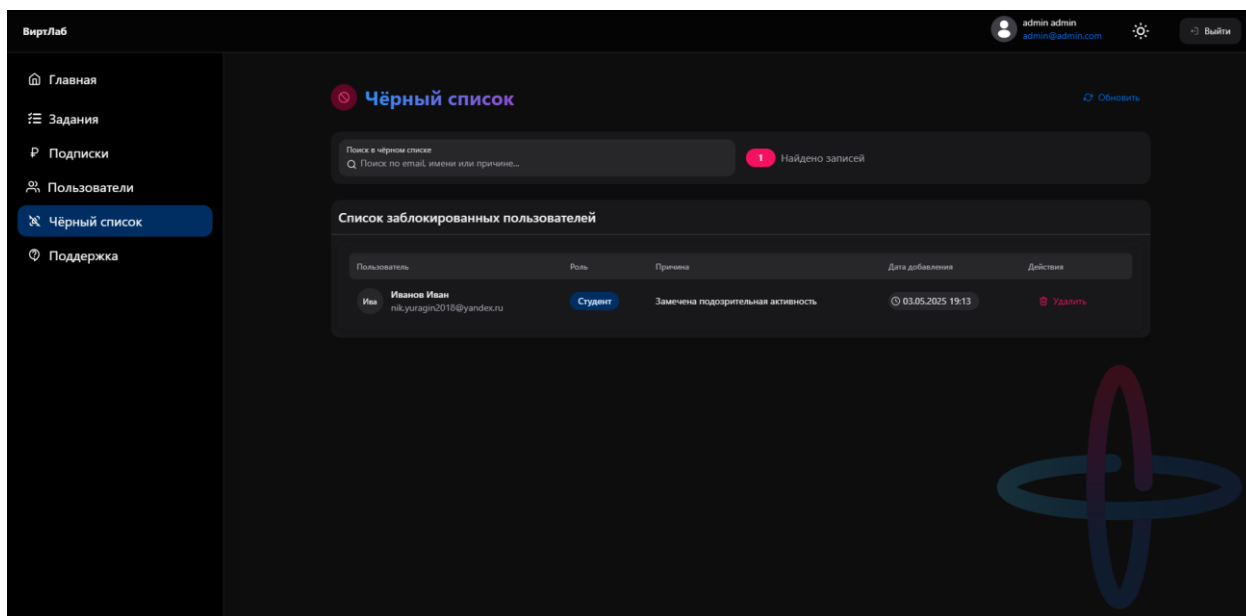 ВиртЛаб
admin admin
admin@admin.com
Выйти
Главная
Задания
Подписки
Пользователи
Чёрный список
Поддержка
Чёрный список
Обновить
Поиск в чёрном списке
Поиск по email, имени или причине...
1 Найдено записей
Список заблокированных пользователей
Пользователь Роль Причина Дата добавления Действия
Ива Иванов Иван Студент Замечена подозрительная активность 03.05.2025 19:13 Удалить
nik.yuragin2018@yandex.ru